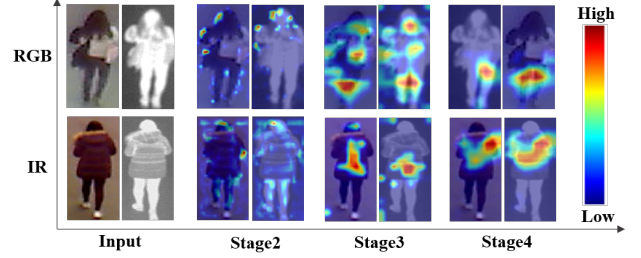 High
RGB
IR
Low
Input
Stage2
Stage3
Stage4